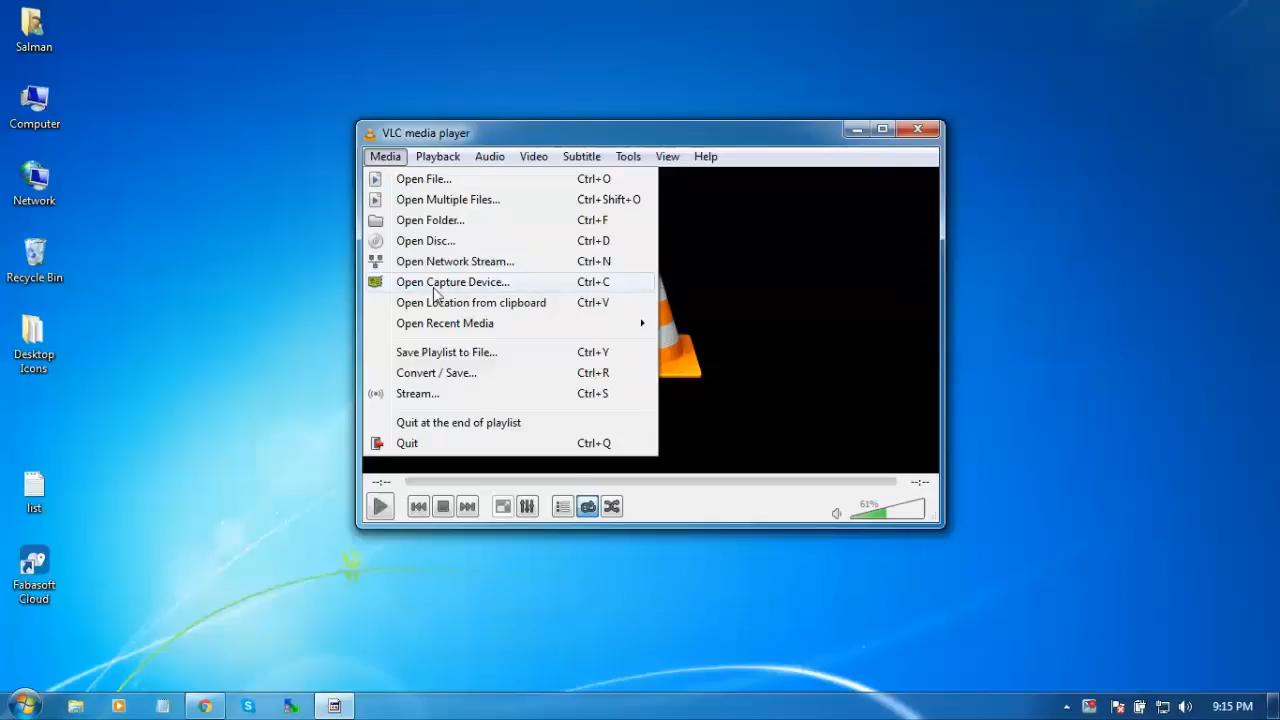 Salman
Computer
Network
Recycle Bin
Desktop
Icons
list
Fabasoft
Cloud
VLC media player
Media Playback Audio Video Subtitle Tools View Help
Open File... Ctrl+O
Open Multiple Files... Ctrl+Shift+O
Open Folder... Ctrl+F
Open Disc... Ctrl+D
Open Network Stream... Ctrl+N
Open Capture Device... Ctrl+C
Open Location from clipboard Ctrl+V
Open Recent Media
Save Playlist to File... Ctrl+Y
Convert / Save... Ctrl+R
Stream... Ctrl+S
Quit at the end of playlist
Quit Ctrl+Q
--:-- --:--
61%
9:15 PM